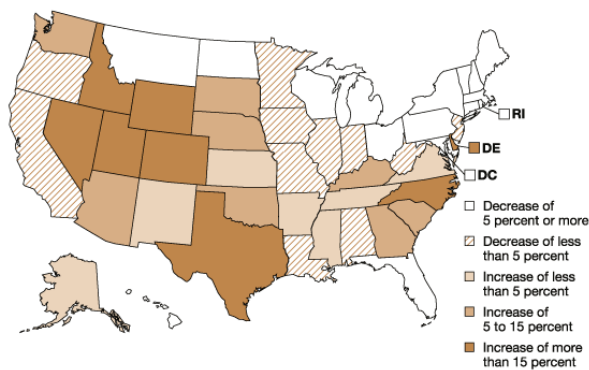 RI
DE
DC
Decrease of
5 percent or more
Decrease of less
than 5 percent
Increase of less
than 5 percent
Increase of
5 to 15 percent
Increase of more
than 15 percent